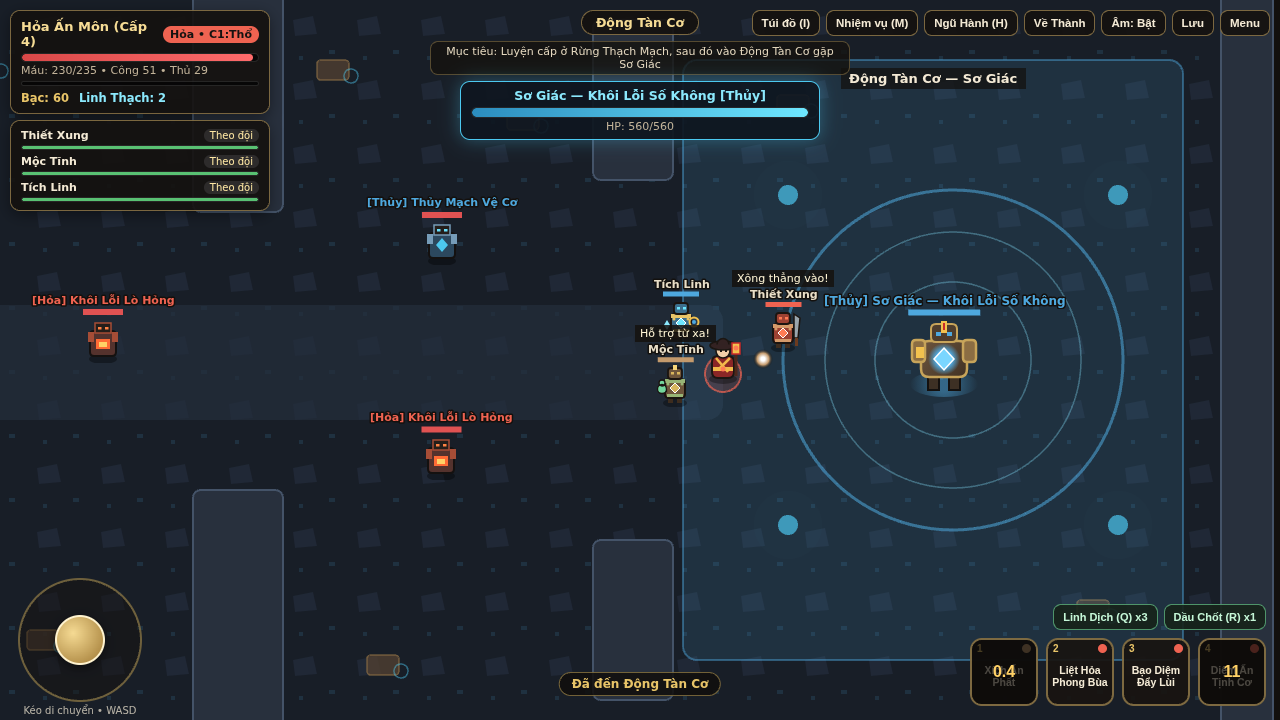 Hỏa Ấn Môn (Cấp 4)
Hỏa • C1:Thổ
Máu: 230/235 • Công 51 • Thủ 29
Bạc: 60 Linh Thạch: 2
Thiết Xung Theo đội
Mộc Tinh Theo đội
Tích Linh Theo đội
Động Tàn Cơ
Mục tiêu: Luyện cấp ở Rừng Thạch Mạch, sau đó vào Động Tàn Cơ gặp
Sơ Giác
Sơ Giác — Khôi Lỗi Số Không [Thủy]
HP: 560/560
Túi đồ (I)
Nhiệm vụ (M)
Ngũ Hành (H)
Về Thành
Âm: Bật
Lưu
Menu
Động Tàn Cơ — Sơ Giác
[Thủy] Thủy Mạch Vệ Cơ
[Hỏa] Khôi Lỗi Lò Hỏng
Tích Linh
Xông thẳng vào!
Thiết Xung
[Thủy] Sơ Giác — Khôi Lỗi Số Không
Hỗ trợ từ xa!
Mộc Tinh
[Hỏa] Khôi Lỗi Lò Hỏng
Linh Dịch (Q) x3
Dầu Chốt (R) x1
1
0.4
Phát
2
Liệt Hỏa
Phong Bùa
3
Bạo Diệm
Đẩy Lùi
4
11
Tịnh Cơ
Đã đến Động Tàn Cơ
Kéo di chuyển • WASD